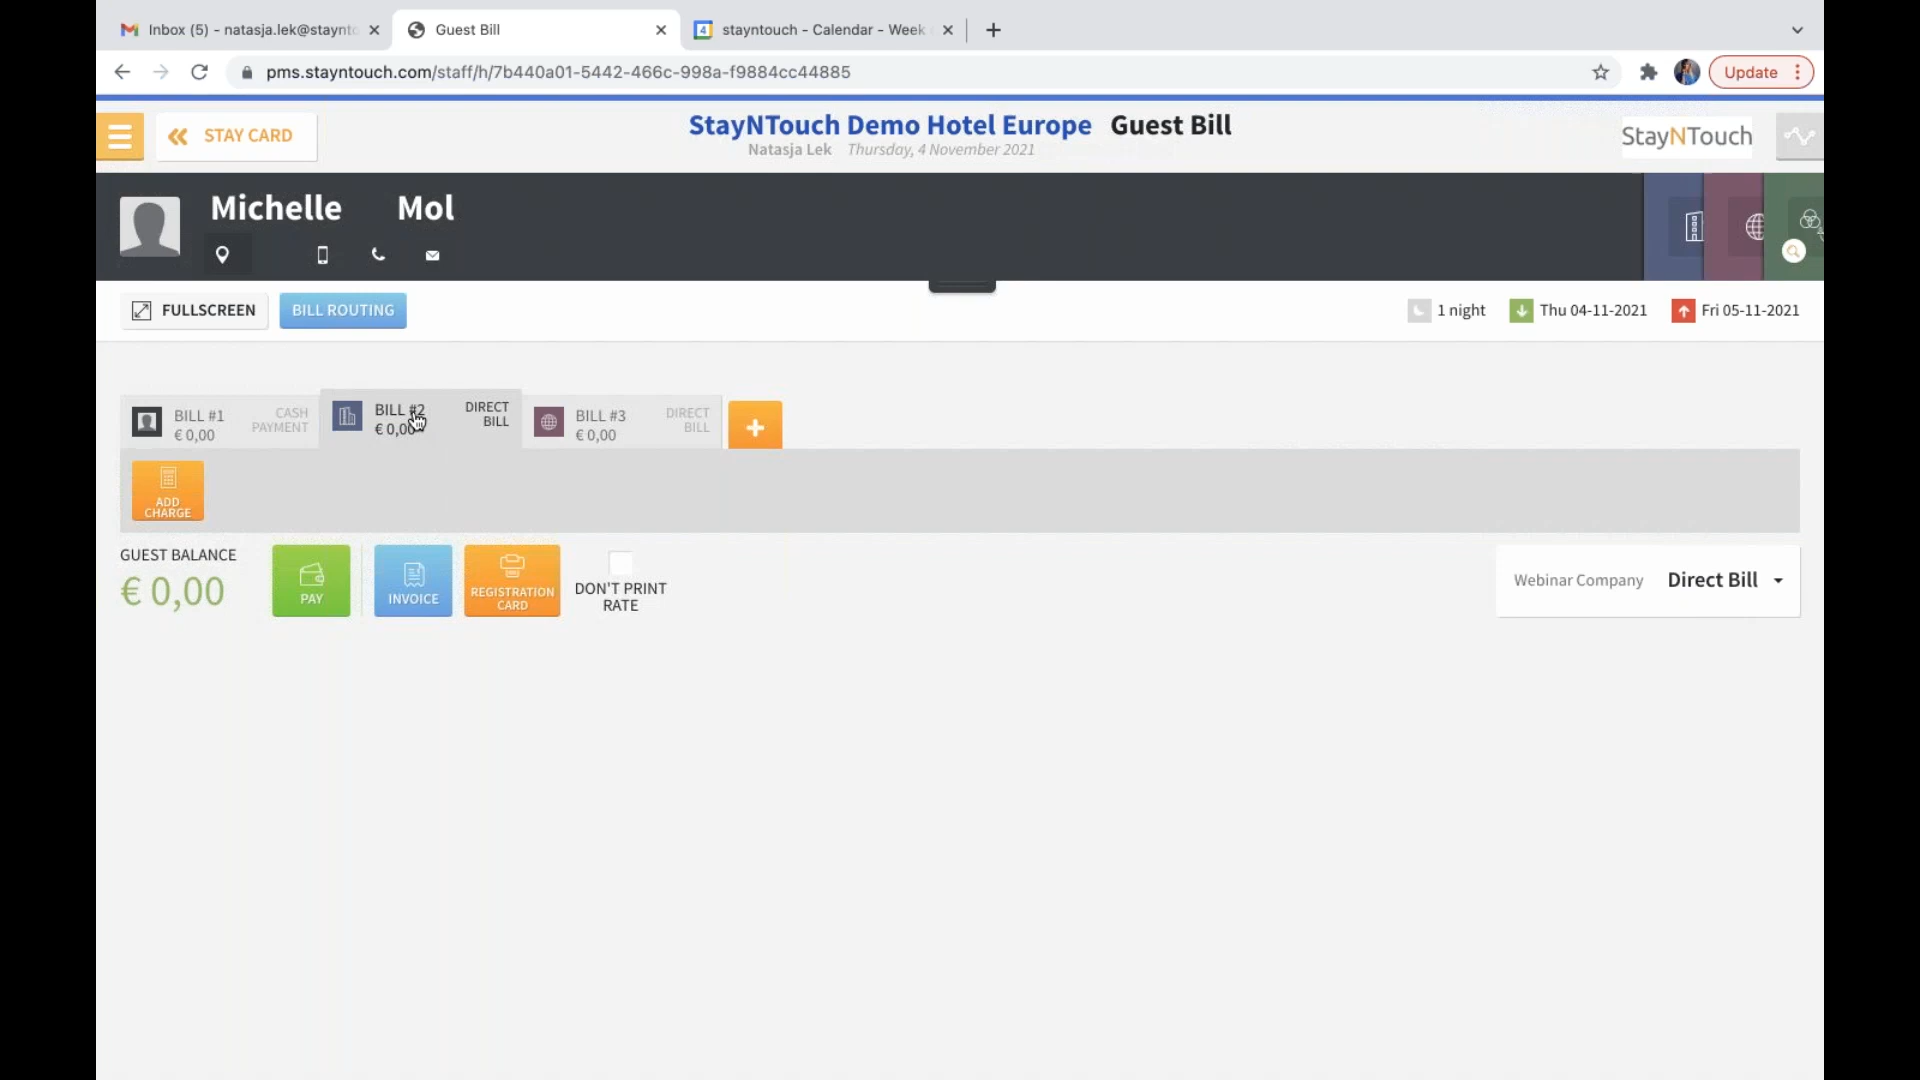 Inbox (5) - natasja.lek@staynto
Guest Bill
4 stayntouch - Calendar - Week
pms.stayntouch.com/staff/h/7b440a01-5442-466c-998a-f9884cc44885
Update
STAY CARD
StayNTouch Demo Hotel Europe Guest Bill
Natasja Lek Thursday, 4 November 2021
StayNTouch
Michelle Mol
FULLSCREEN
BILL ROUTING
1 night
Thu 04-11-2021
Fri 05-11-2021
BILL #1
€ 0,00
CASH
PAYMENT
BILL #2
€ 0,00
DIRECT
BILL
BILL #3
€ 0,00
DIRECT
BILL
ADD
CHARGE
GUEST BALANCE
€ 0,00
PAY
INVOICE
REGISTRATION
CARD
DON'T PRINT
RATE
Webinar Company Direct Bill